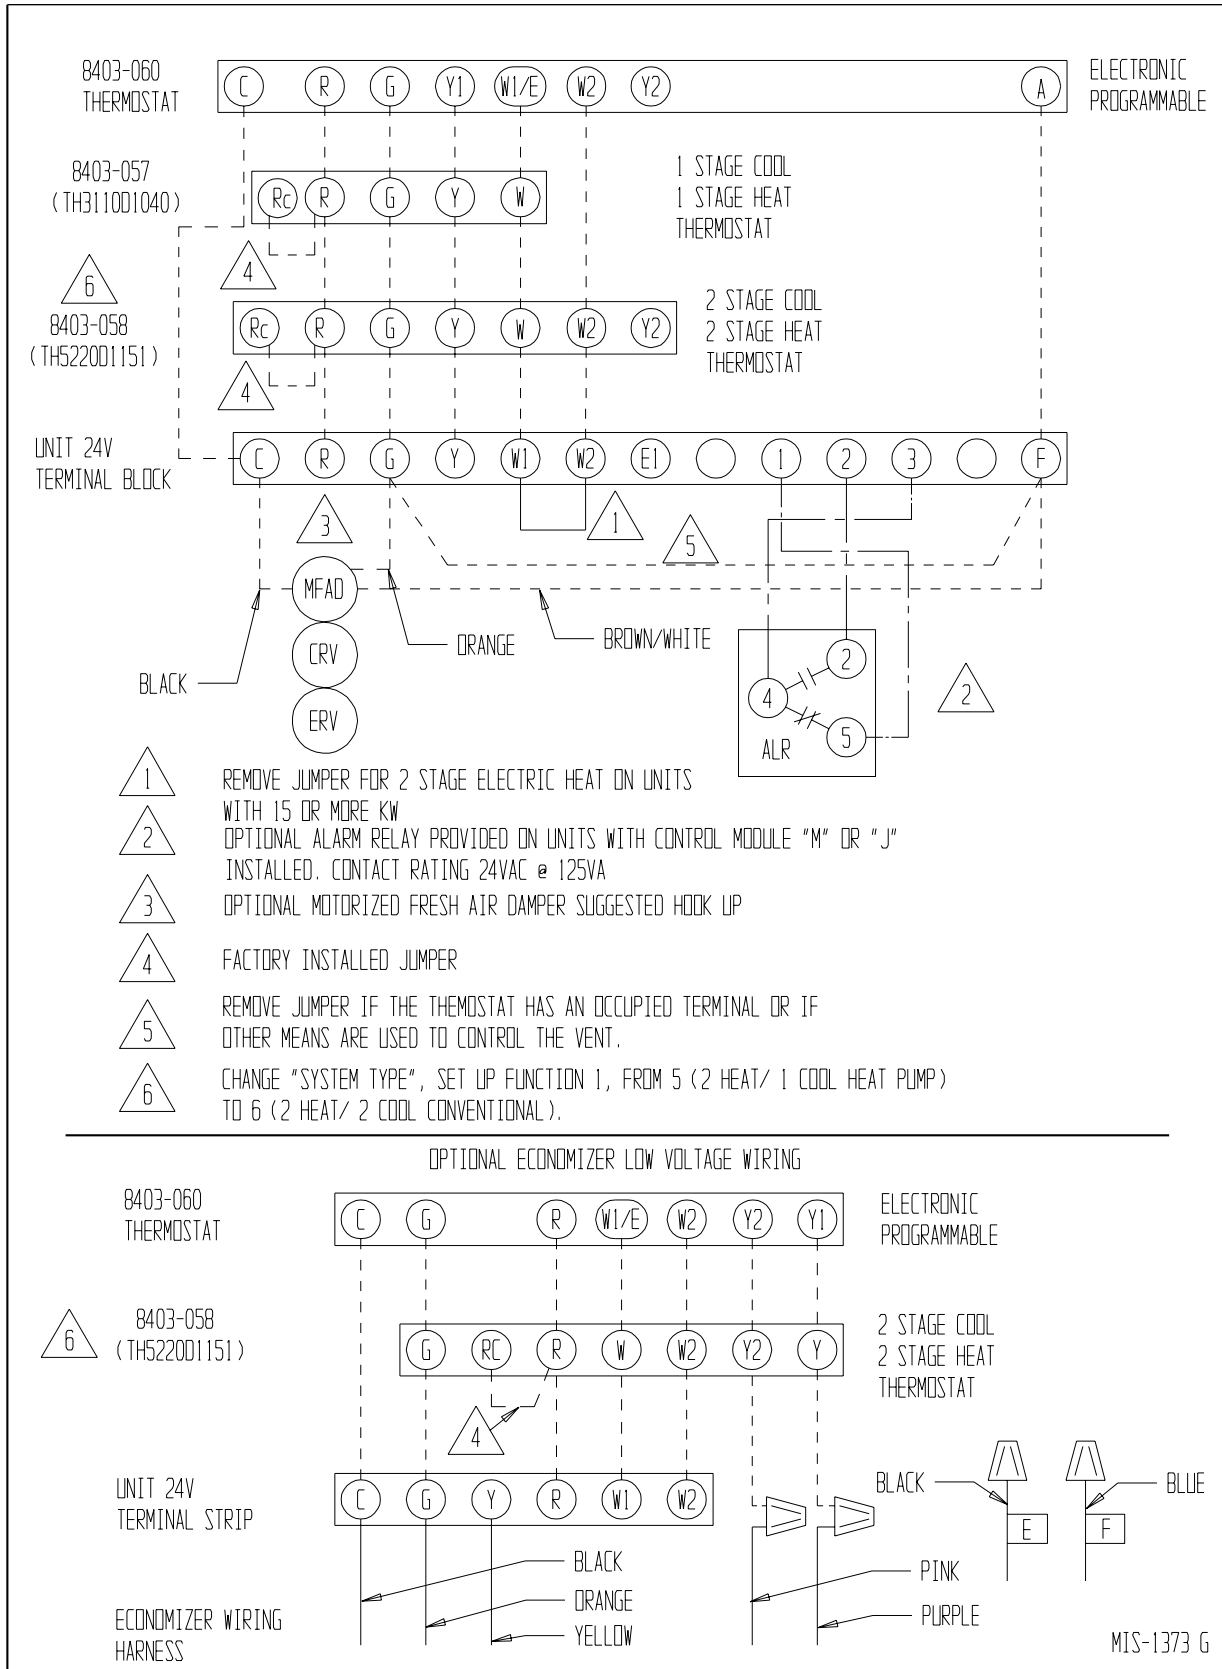 8403-060
THERMOSTAT
C R G Y1 W1/E W2 Y2 A
ELECTRONIC
PROGRAMMABLE
8403-057
(TH3110D1040)
Rc R G Y W
1 STAGE COOL
1 STAGE HEAT
THERMOSTAT
4
6
8403-058
(TH5220D1151)
Rc R G Y W W2 Y2
2 STAGE COOL
2 STAGE HEAT
THERMOSTAT
4
UNIT 24V
TERMINAL BLOCK
C R G Y W1 W2 E1 1 2 3 F
3
1
5
MFAD
CRV
ERV
BLACK
ORANGE
BROWN/WHITE
2
4
5
ALR
2
1 REMOVE JUMPER FOR 2 STAGE ELECTRIC HEAT ON UNITS
WITH 15 OR MORE KW
2 OPTIONAL ALARM RELAY PROVIDED ON UNITS WITH CONTROL MODULE "M" OR "J"
INSTALLED. CONTACT RATING 24VAC @ 125VA
3 OPTIONAL MOTORIZED FRESH AIR DAMPER SUGGESTED HOOK UP
4 FACTORY INSTALLED JUMPER
5 REMOVE JUMPER IF THE THEMOSTAT HAS AN OCCUPIED TERMINAL OR IF
OTHER MEANS ARE USED TO CONTROL THE VENT.
6 CHANGE "SYSTEM TYPE", SET UP FUNCTION 1, FROM 5 (2 HEAT/ 1 COOL HEAT PUMP)
TO 6 (2 HEAT/ 2 COOL CONVENTIONAL).
OPTIONAL ECONOMIZER LOW VOLTAGE WIRING
8403-060
THERMOSTAT
C G R W1/E W2 Y2 Y1
ELECTRONIC
PROGRAMMABLE
6
8403-058
(TH5220D1151)
G RC R W W2 Y2 Y
2 STAGE COOL
2 STAGE HEAT
THERMOSTAT
4
UNIT 24V
TERMINAL STRIP
C G Y R W1 W2
BLACK
E
F
BLUE
BLACK
ORANGE
YELLOW
PINK
PURPLE
ECONOMIZER WIRING
HARNESS
MIS-1373 G